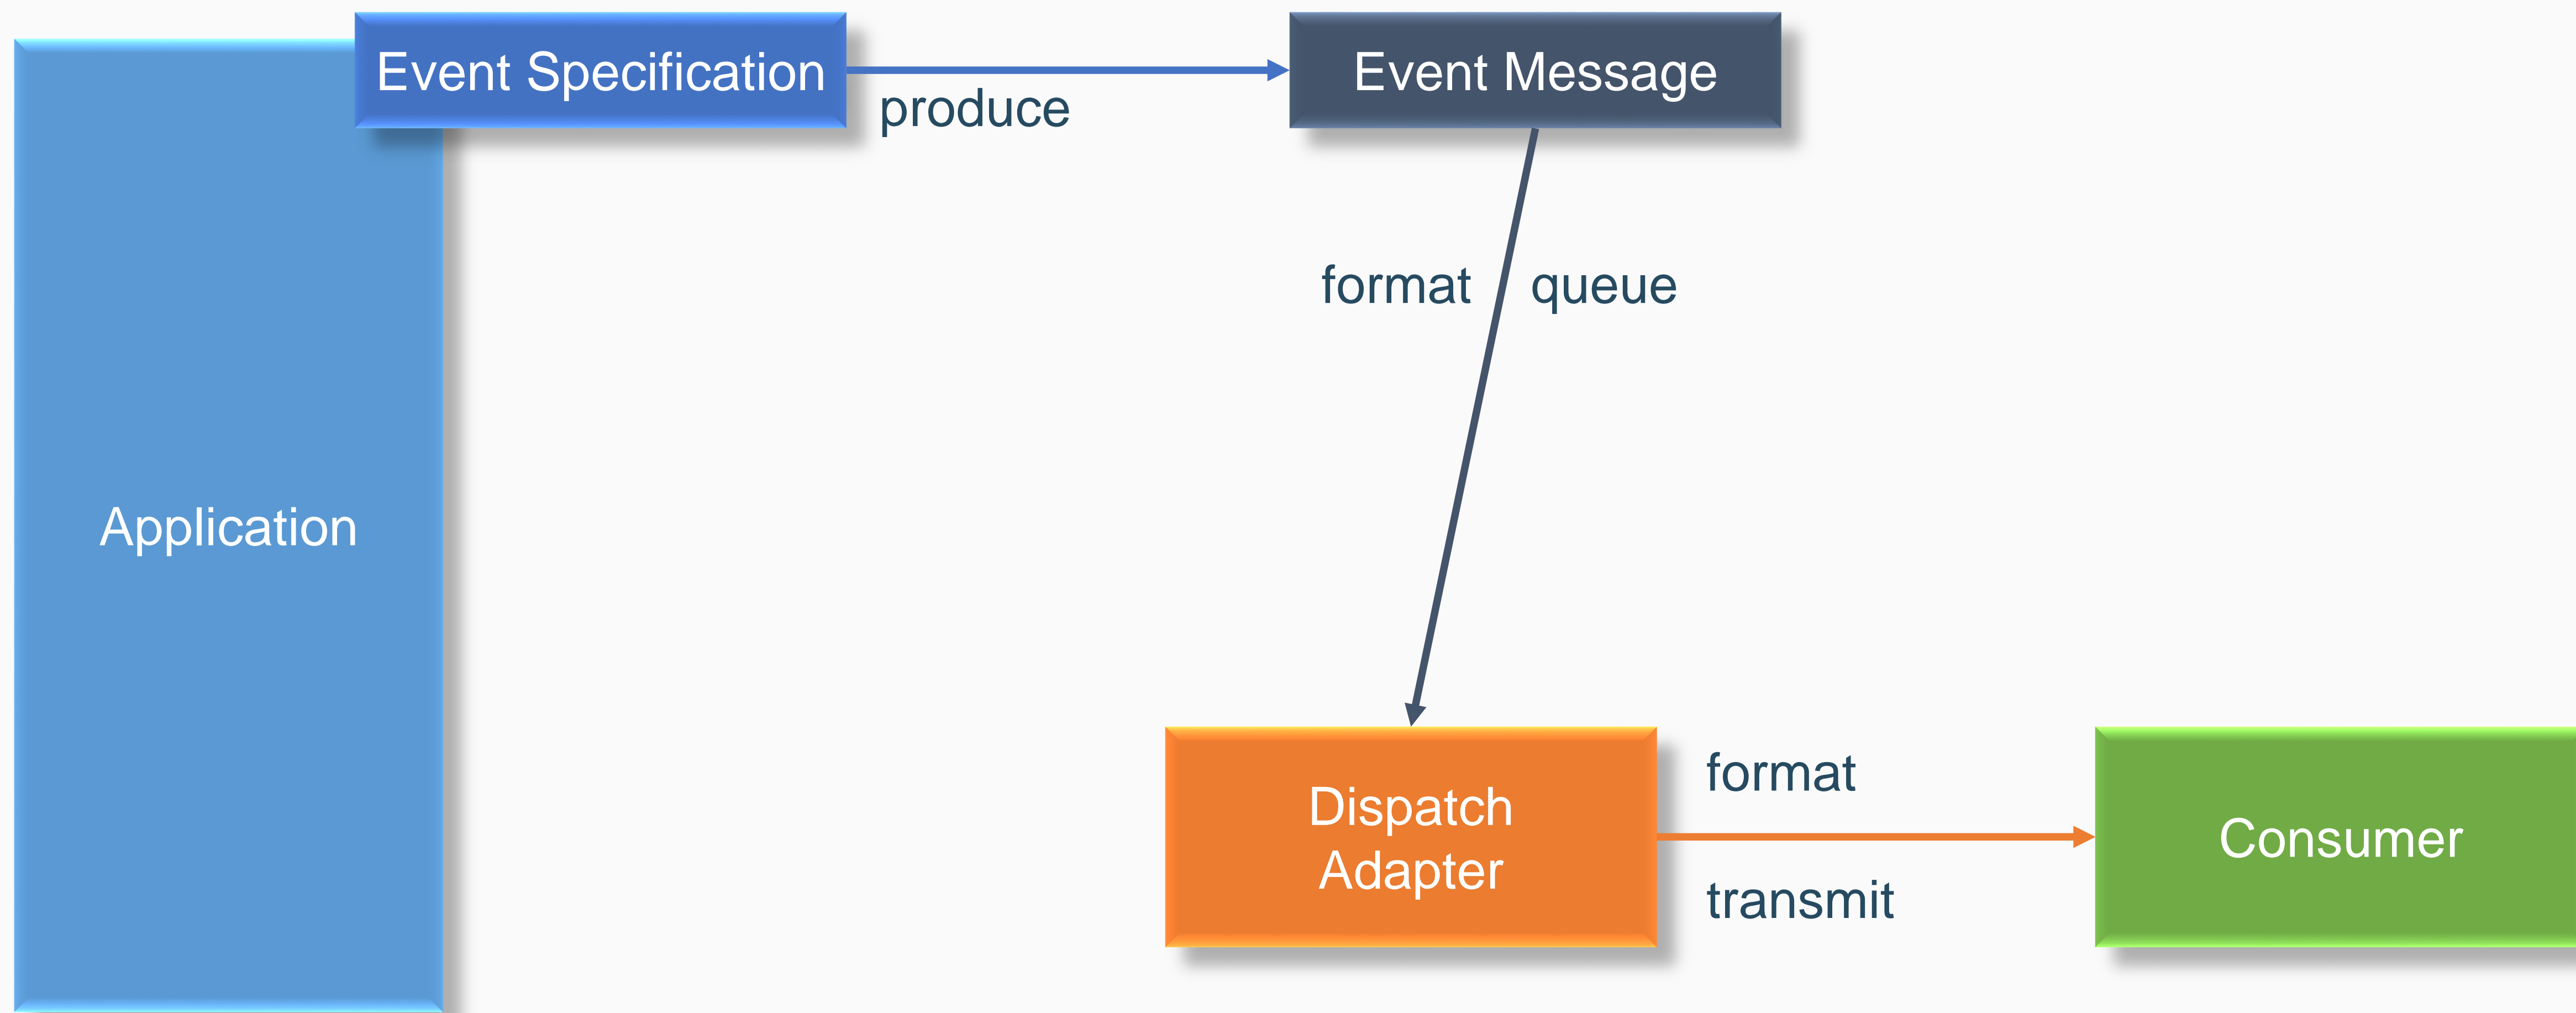 Event Specification
Event Message
produce
format
queue
Application
Dispatch
Adapter
format
transmit
Consumer